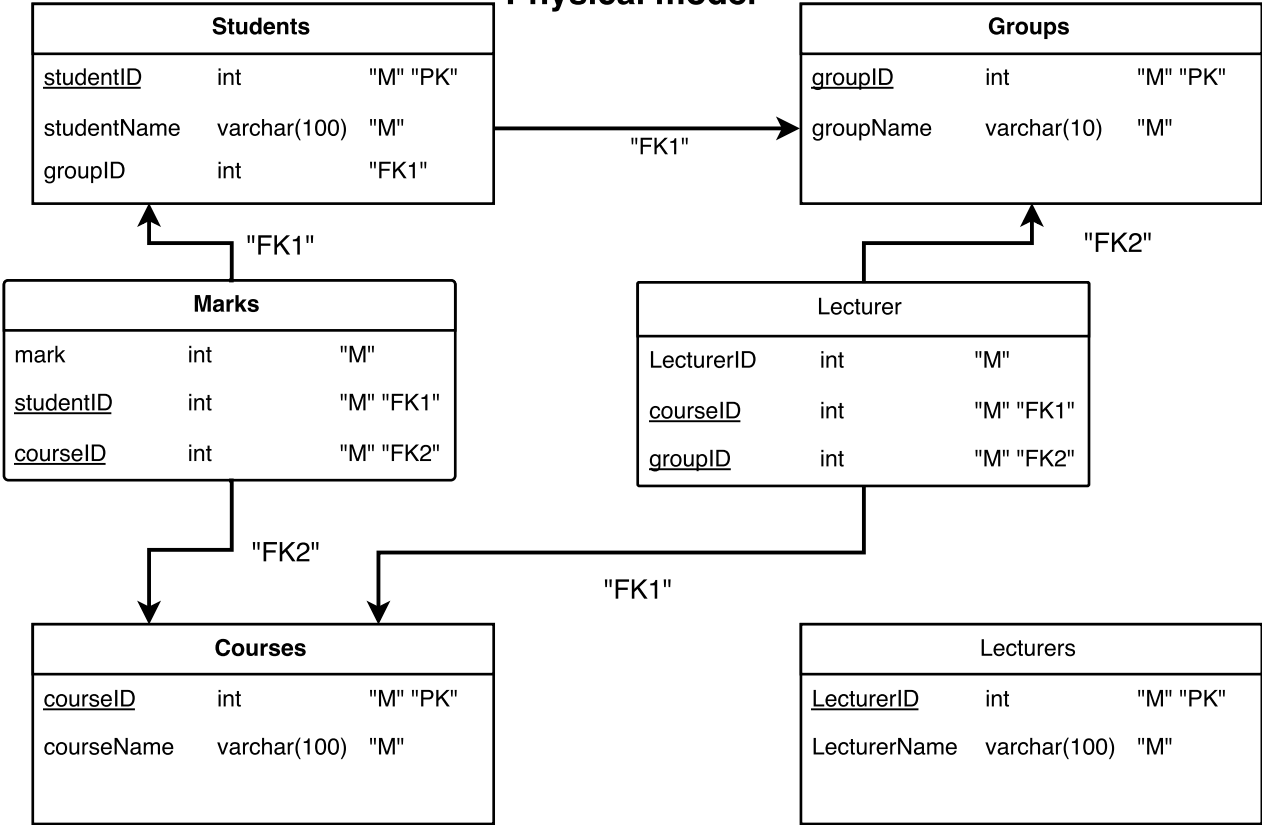 Physical model
Students
studentID int "M" "PK"
studentName varchar(100) "M"
groupID int "FK1"
"FK1"
Groups
groupID int "M" "PK"
groupName varchar(10) "M"
"FK1"
"FK2"
Marks
mark int "M"
studentID int "M" "FK1"
courseID int "M" "FK2"
Lecturer
LecturerID int "M"
courseID int "M" "FK1"
groupID int "M" "FK2"
"FK2"
"FK1"
Courses
courseID int "M" "PK"
courseName varchar(100) "M"
Lecturers
LecturerID int "M" "PK"
LecturerName varchar(100) "M"